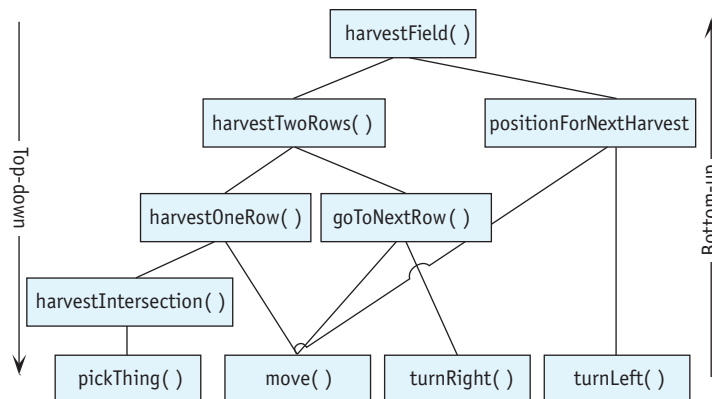 harvestField( )
harvestTwoRows( )
positionForNextHarvest
Top-down
Bottom-up
harvestOneRow( )
goToNextRow( )
harvestIntersection( )
pickThing( )
move( )
turnRight( )
turnLeft( )